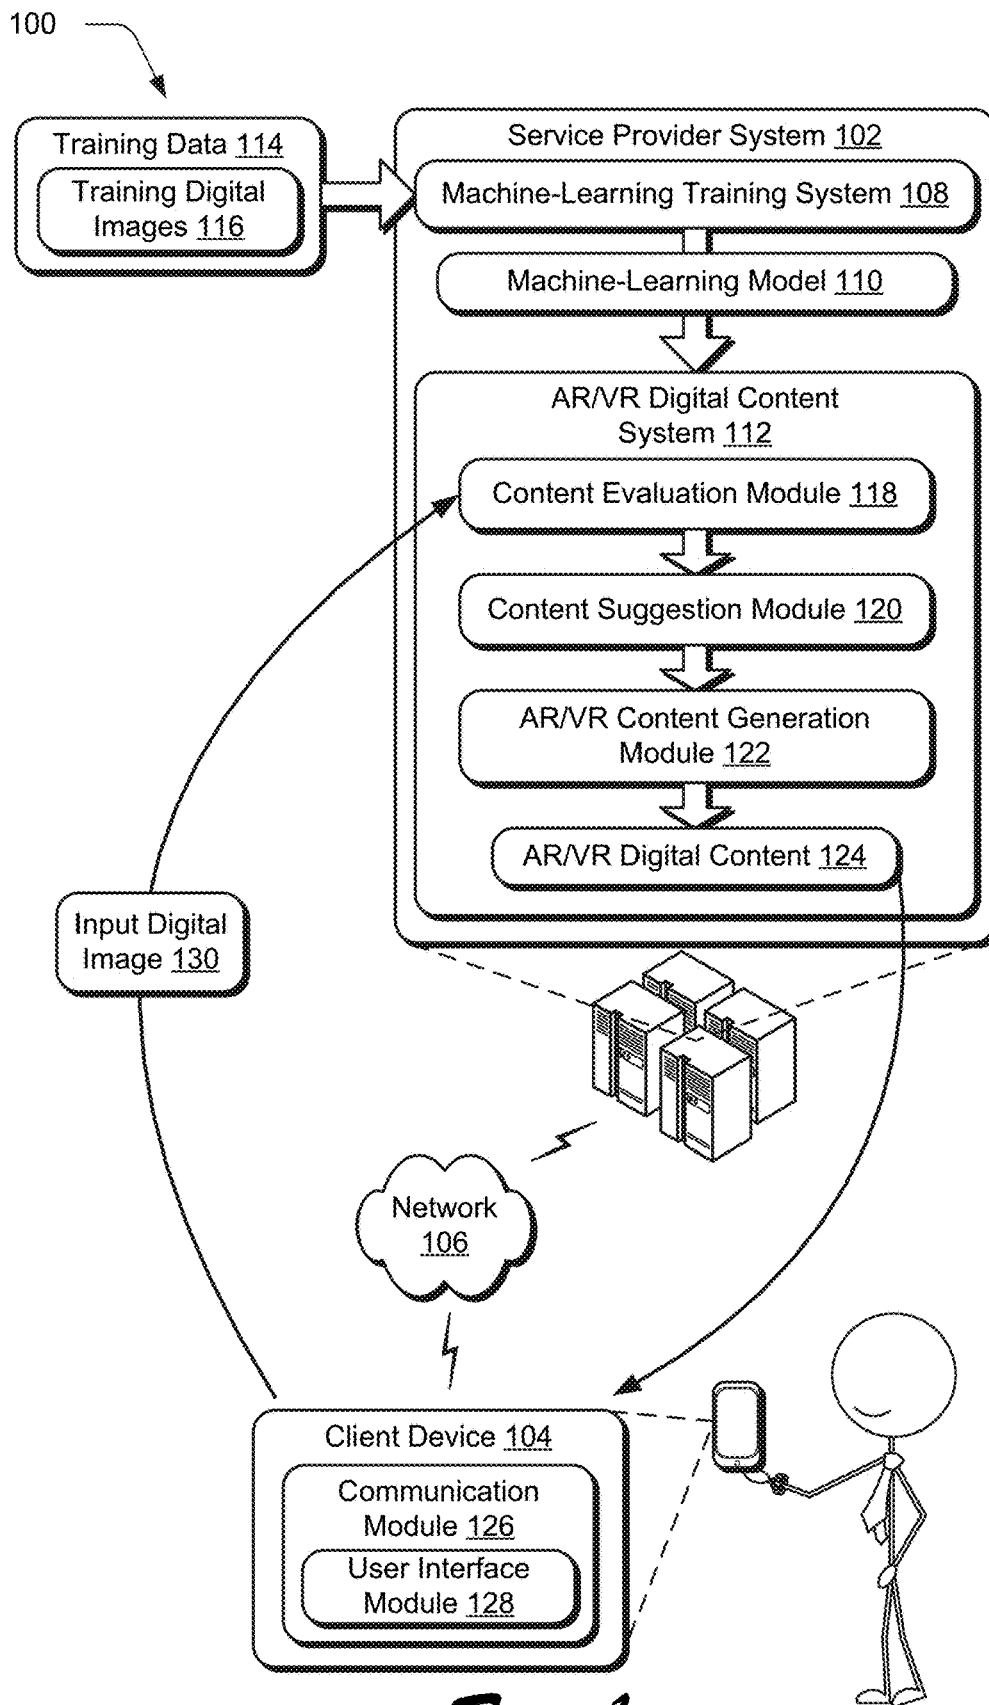 100
Training Data 114
Training Digital
Images 116
Service Provider System 102
Machine-Learning Training System 108
Machine-Learning Model 110
AR/VR Digital Content
System 112
Content Evaluation Module 118
Content Suggestion Module 120
AR/VR Content Generation
Module 122
AR/VR Digital Content 124
Input Digital
Image 130
Network
106
Client Device 104
Communication
Module 126
User Interface
Module 128